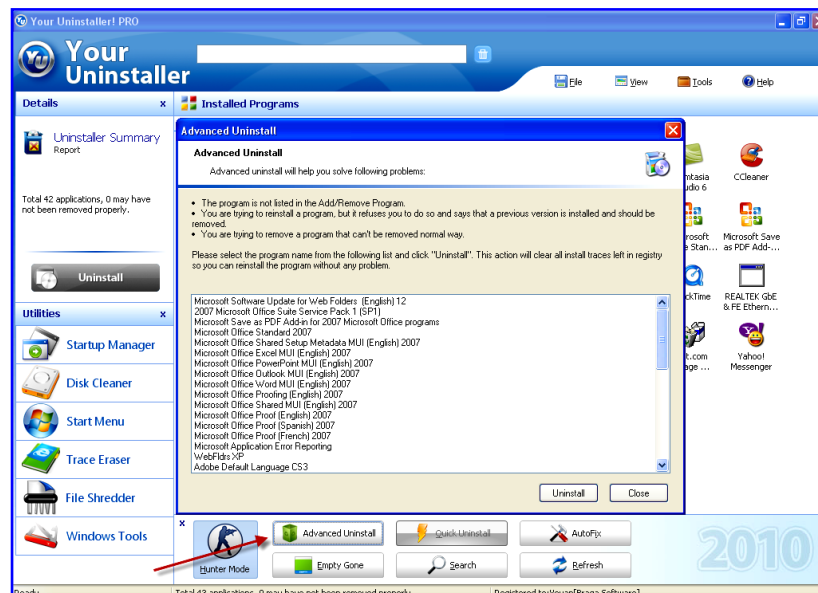 Your Uninstaller! PRO
Your
Uninstaller
File
View
Tools
Help
Details x
Installed Programs
Uninstaller Summary
Report
Total 42 applications, 0 may have
not been removed properly.
Uninstall
Utilities x
Startup Manager
Disk Cleaner
Start Menu
Trace Eraser
File Shredder
Windows Tools
Advanced Uninstall
Advanced Uninstall
Advanced uninstall will help you solve following problems:
• The program is not listed in the Add/Remove Program.
• You are trying to reinstall a program, but it refuses you to do so and says that a previous version is installed and should be
removed.
• You are trying to remove a program that can't be removed normal way.
Please select the program name from the following list and click "Uninstall". This action will clear all install traces left in registry
so you can reinstall the program without any problem.
Microsoft Software Update for Web Folders (English) 12
2007 Microsoft Office Suite Service Pack 1 (SP1)
Microsoft Save as PDF Add-in for 2007 Microsoft Office programs
Microsoft Office Standard 2007
Microsoft Office Shared Setup Metadata MUI (English) 2007
Microsoft Office Excel MUI (English) 2007
Microsoft Office PowerPoint MUI (English) 2007
Microsoft Office Outlook MUI (English) 2007
Microsoft Office Word MUI (English) 2007
Microsoft Office Proofing (English) 2007
Microsoft Office Shared MUI (English) 2007
Microsoft Office Proof (English) 2007
Microsoft Office Proof (Spanish) 2007
Microsoft Office Proof (French) 2007
Microsoft Application Error Reporting
WebFldrs XP
Adobe Default Language CS3
Uninstall
Close
mtasia
udio 6
CCleaner
rosoft
e Stan...
Microsoft Save
as PDF Add-...
ckTime
REALTEK GbE
& FE Ethern...
t.com
age ...
Yahoo!
Messenger
x
Hunter Mode
Advanced Uninstall
Quick Uninstall
AutoFix
Empty Gone
Search
Refresh
2010
Ready
Total 43 applications, 0 may have not been removed properly.